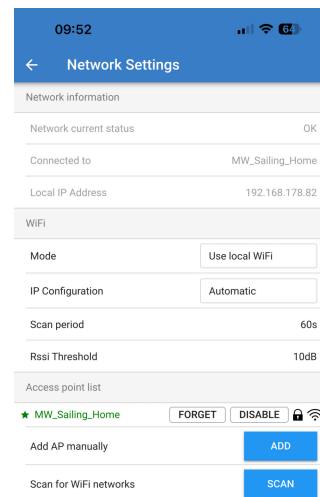 09:52
64
Network Settings
Network information
Network current status OK
Connected to MW_Sailing_Home
Local IP Address 192.168.178.82
WiFi
Mode Use local WiFi
IP Configuration Automatic
Scan period 60s
Rssi Threshold 10dB
Access point list
MW_Sailing_Home FORGET DISABLE
Add AP manually ADD
Scan for WiFi networks SCAN